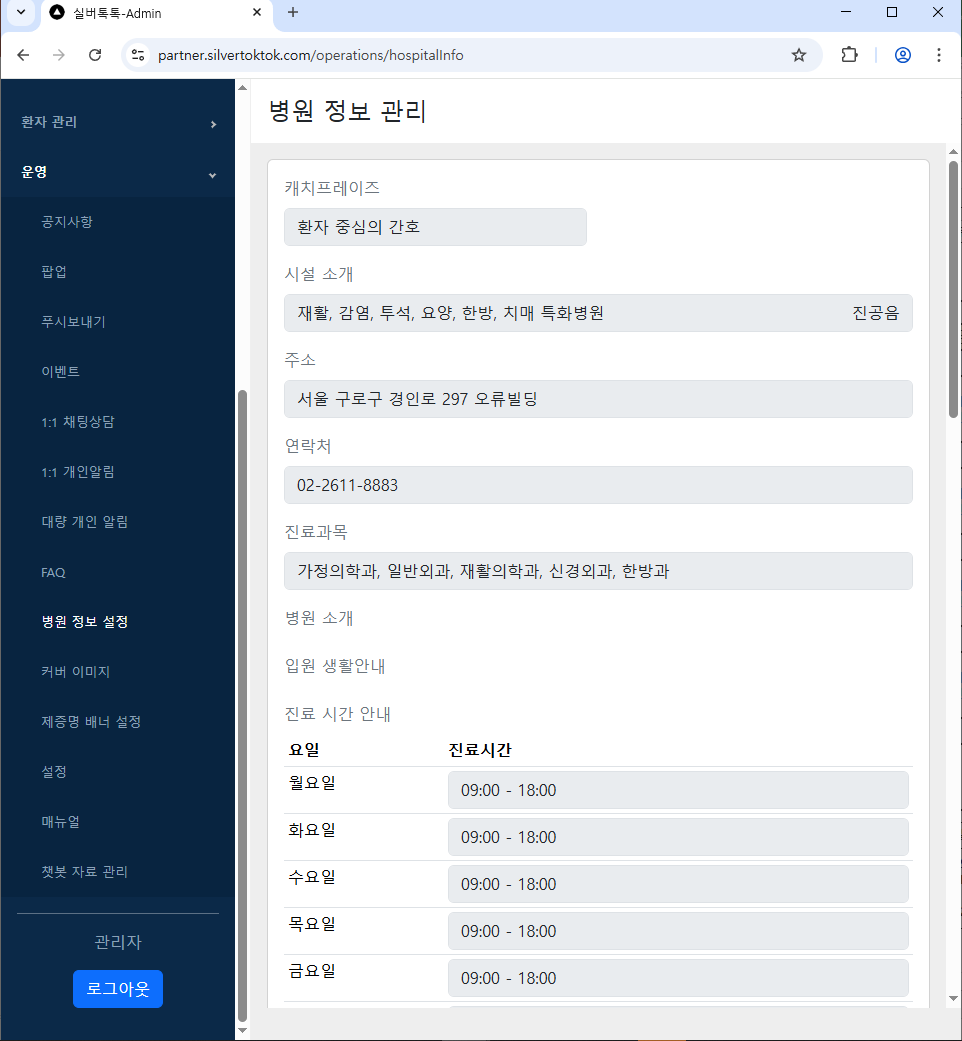 실버톡톡-Admin
partner.silvertoktok.com/operations/hospitalInfo
환자 관리
운영
공지사항
팝업
푸시보내기
이벤트
1:1 채팅상담
1:1 개인알림
대량 개인 알림
FAQ
병원 정보 설정
커버 이미지
제증명 배너 설정
설정
매뉴얼
챗봇 자료 관리
관리자
로그아웃
병원 정보 관리
캐치프레이즈
환자 중심의 간호
시설 소개
재활, 감염, 투석, 요양, 한방, 치매 특화병원 진공음
주소
서울 구로구 경인로 297 오류빌딩
연락처
02-2611-8883
진료과목
가정의학과, 일반외과, 재활의학과, 신경외과, 한방과
병원 소개
입원 생활안내
진료 시간 안내
요일 진료시간
월요일 09:00 - 18:00
화요일 09:00 - 18:00
수요일 09:00 - 18:00
목요일 09:00 - 18:00
금요일 09:00 - 18:00